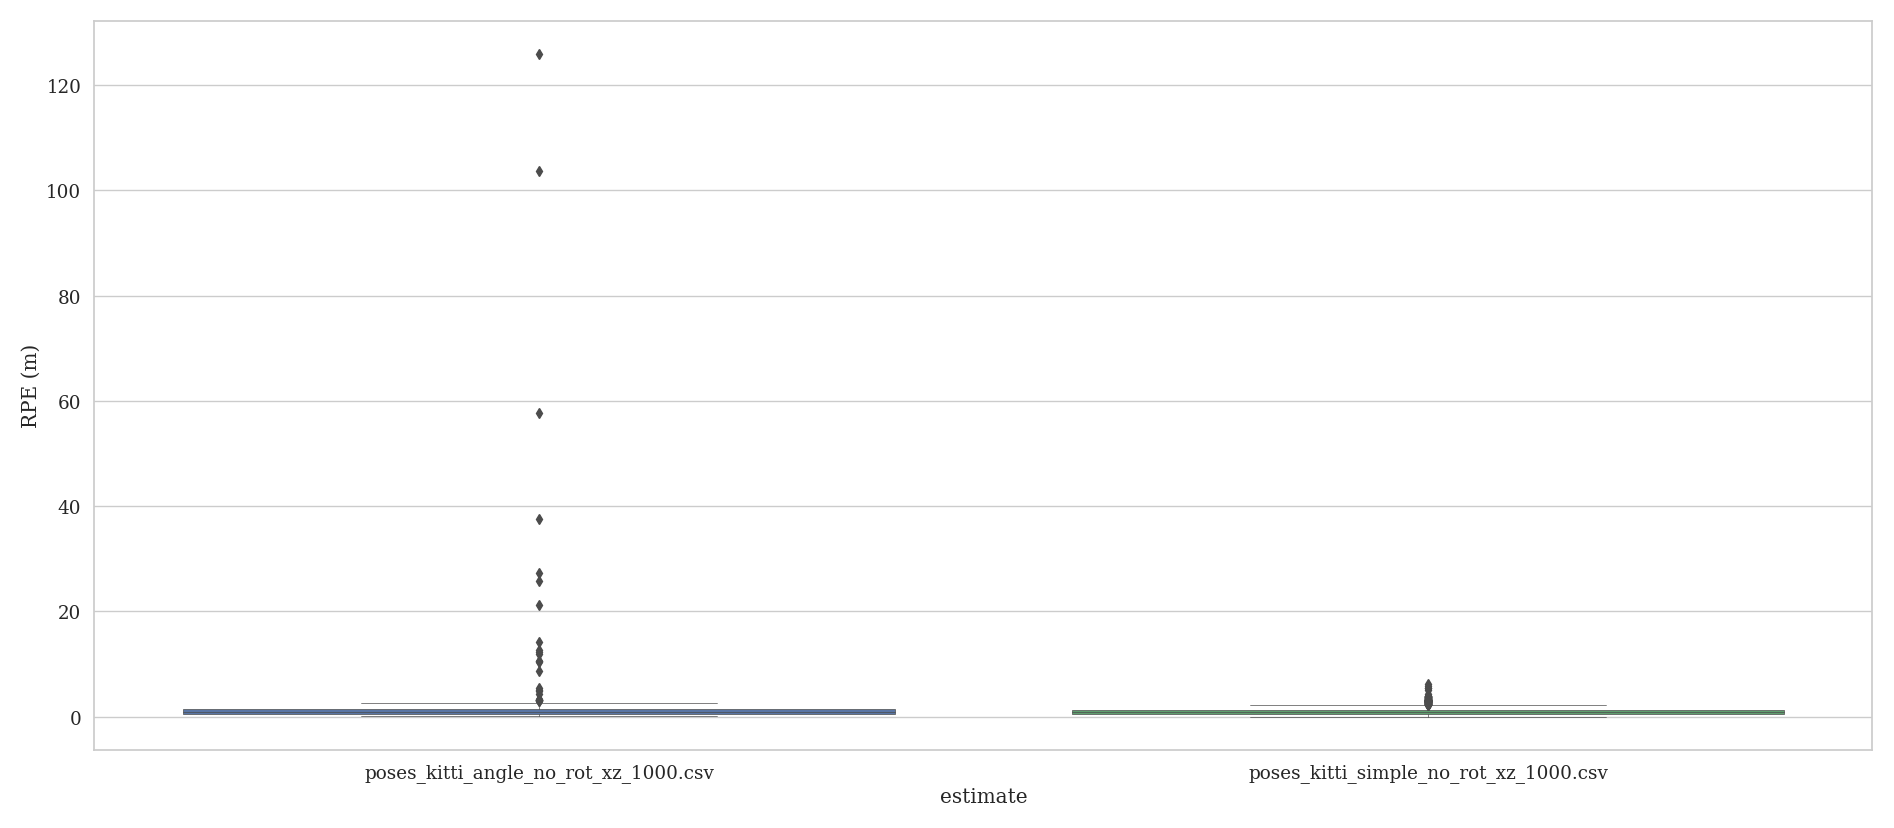 120
100
80
60
40
20
0
RPE (m)
poses_kitti_angle_no_rot_xz_1000.csv
poses_kitti_simple_no_rot_xz_1000.csv
estimate